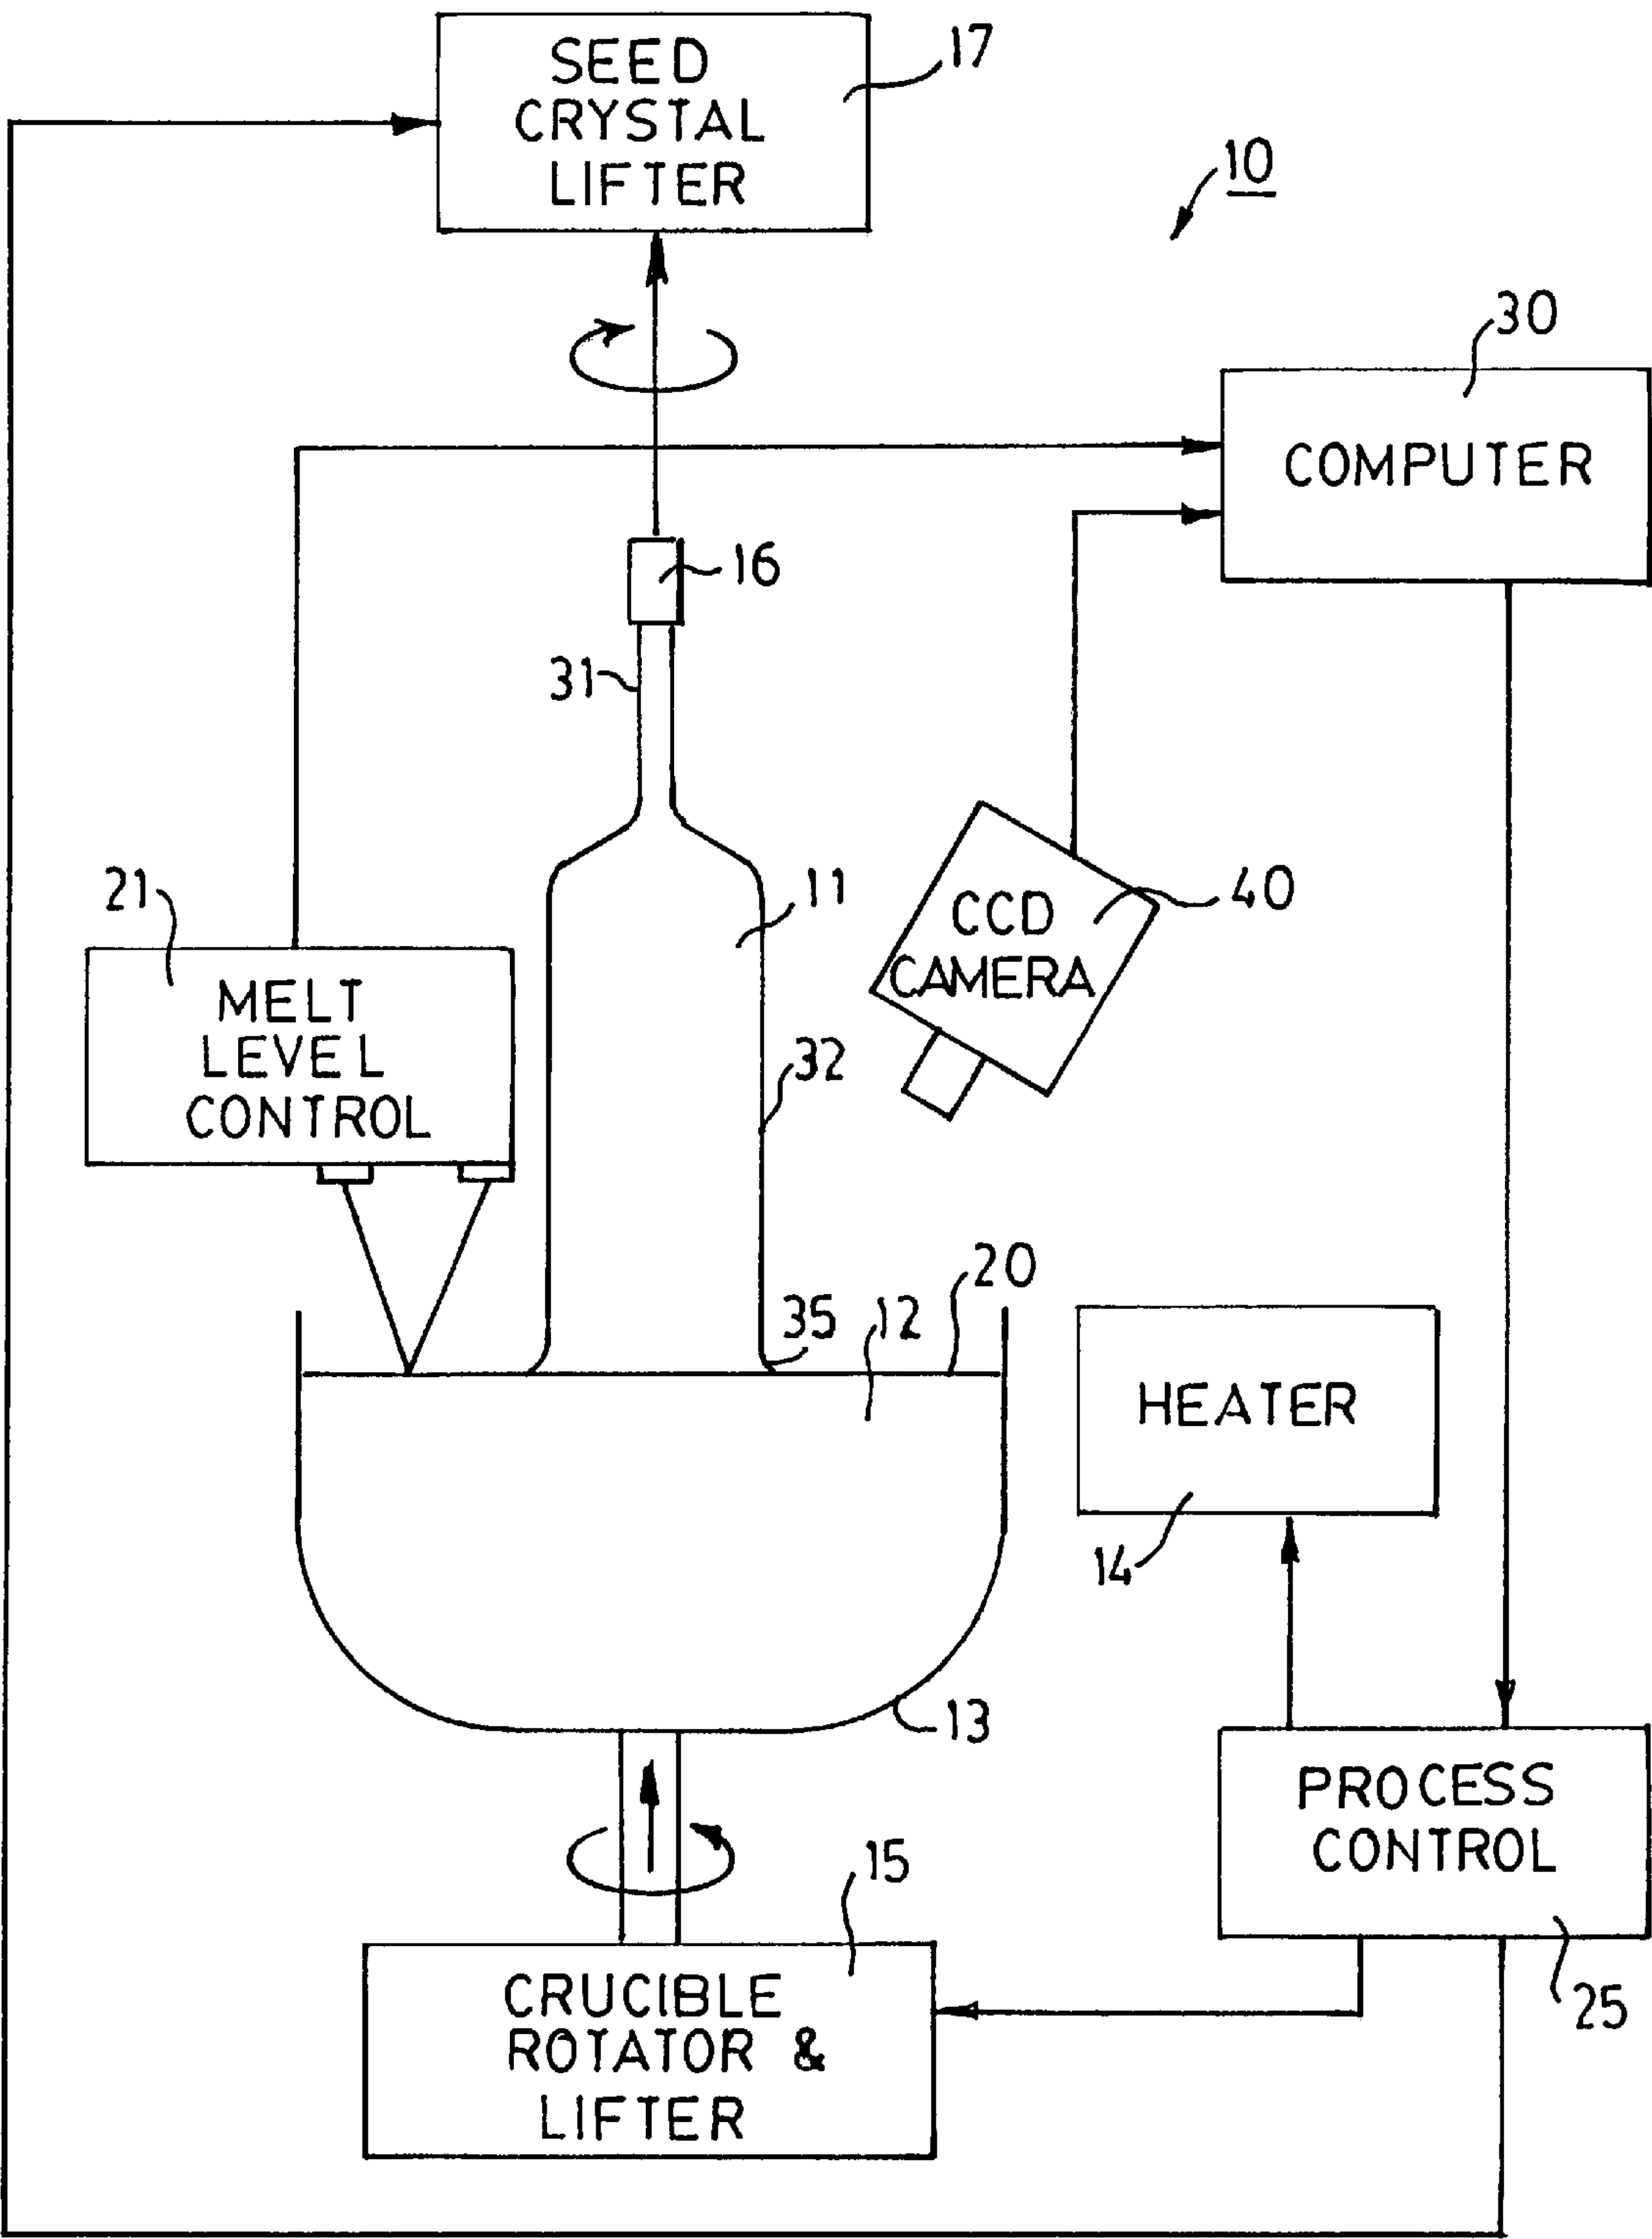 SEED
CRYSTAL
LIFTER
17
10
30
COMPUTER
16
31
21
11
CCD
CAMERA
40
MELT
LEVEL
CONTROL
32
20
35
12
HEATER
14
13
PROCESS
CONTROL
15
25
CRUCIBLE
ROTATOR &
LIFTER